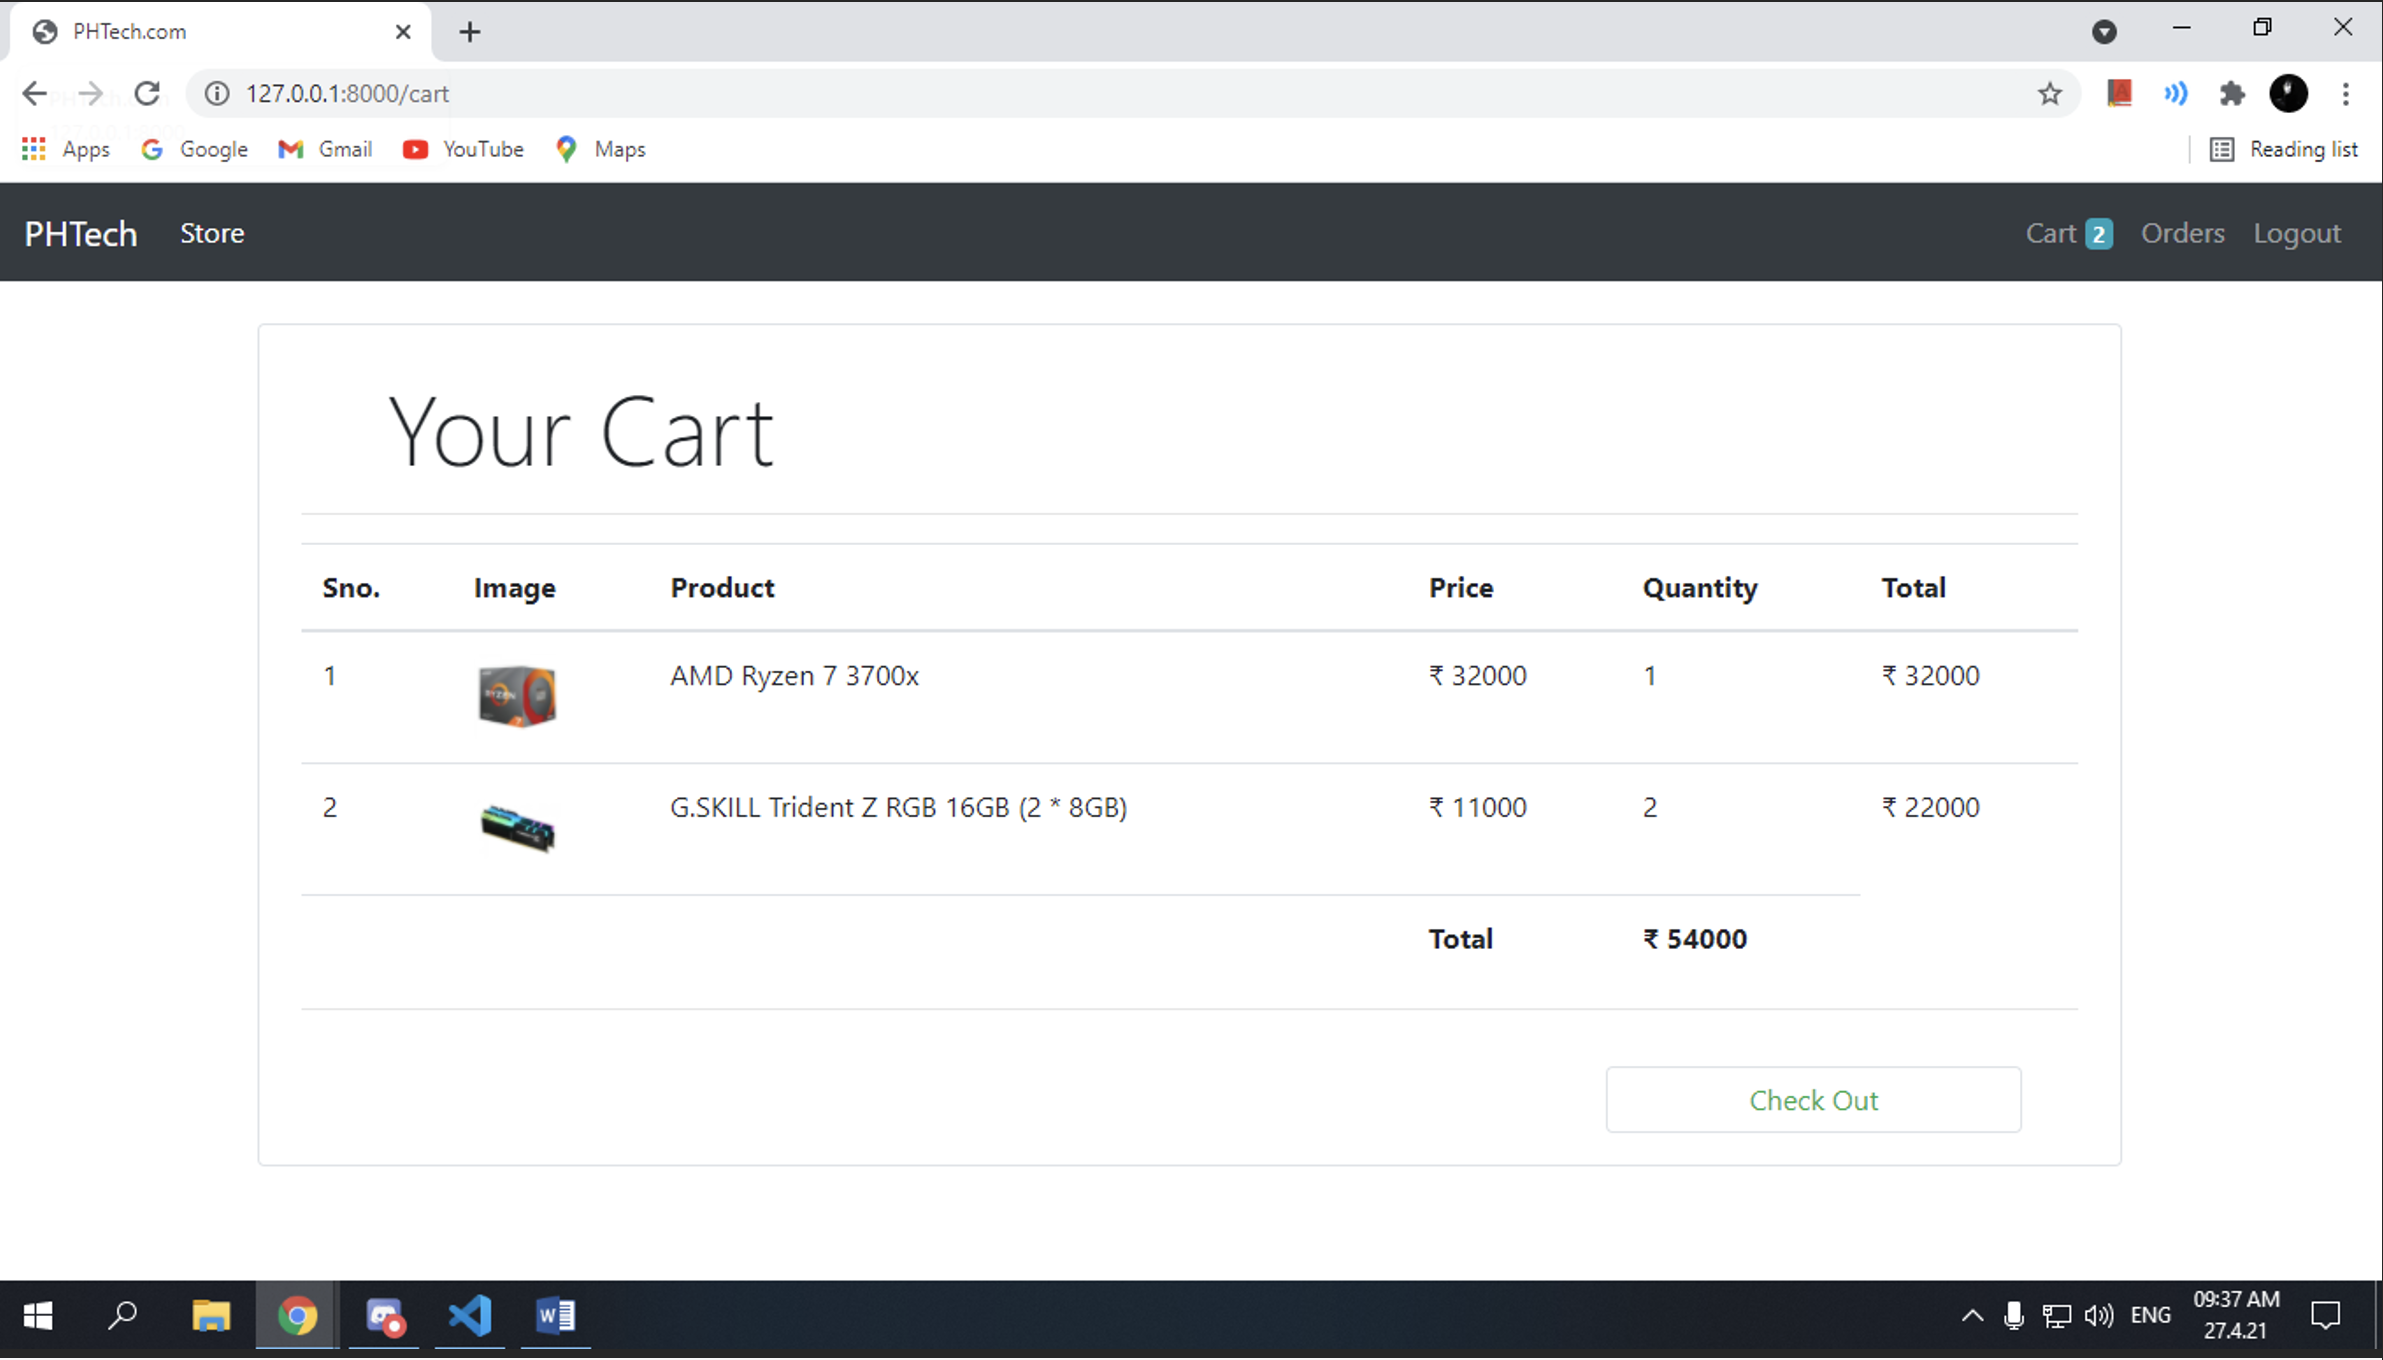 PHTech.com
127.0.0.1:8000/cart
Apps Google Gmail YouTube Maps Reading list
PHTech Store Cart 2 Orders Logout
Your Cart
Sno. Image Product Price Quantity Total
1 RYZEN AMD Ryzen 7 3700x ₹ 32000 1 ₹ 32000
2 G.SKILL Trident Z RGB 16GB (2 * 8GB) ₹ 11000 2 ₹ 22000
Total ₹ 54000
Check Out
ENG 09:37 AM
27.4.21